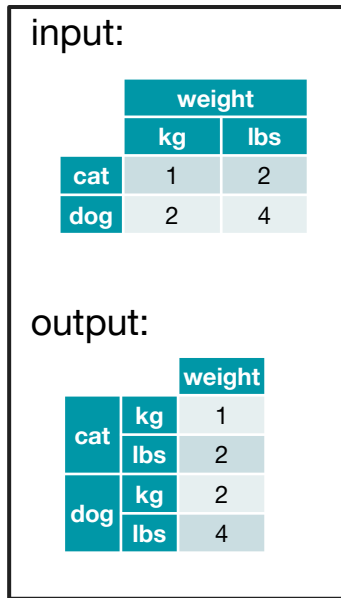 input:
weight
kg lbs
cat 1 2
dog 2 4
output:
weight
cat kg 1
lbs 2
dog kg 2
lbs 4